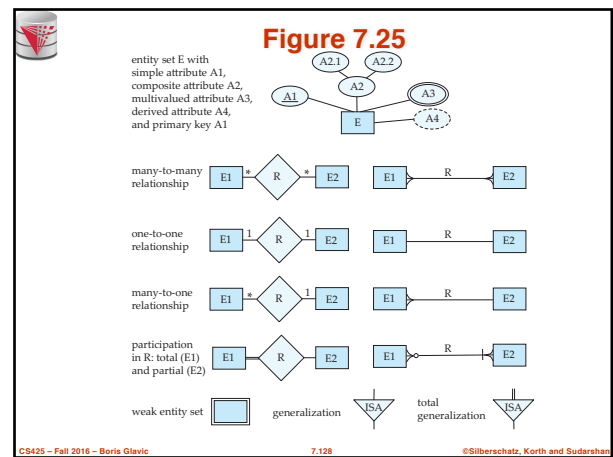 Figure 7.25
entity set E with
simple attribute A1,
composite attribute A2,
multivalued attribute A3,
derived attribute A4,
and primary key A1
A2.1 A2.2
A1 A2 A3
E A4
many-to-many
relationship
E1 * R * E2 E1 R E2
one-to-one
relationship
E1 1 R 1 E2 E1 R E2
many-to-one
relationship
E1 * R 1 E2 E1 R E2
participation
in R: total (E1)
and partial (E2)
E1 R E2 E1 R E2
weak entity set generalization ISA total
generalization ISA
CS425 – Fall 2016 – Boris Glavic 7.128 ©Silberschatz, Korth and Sudarshan